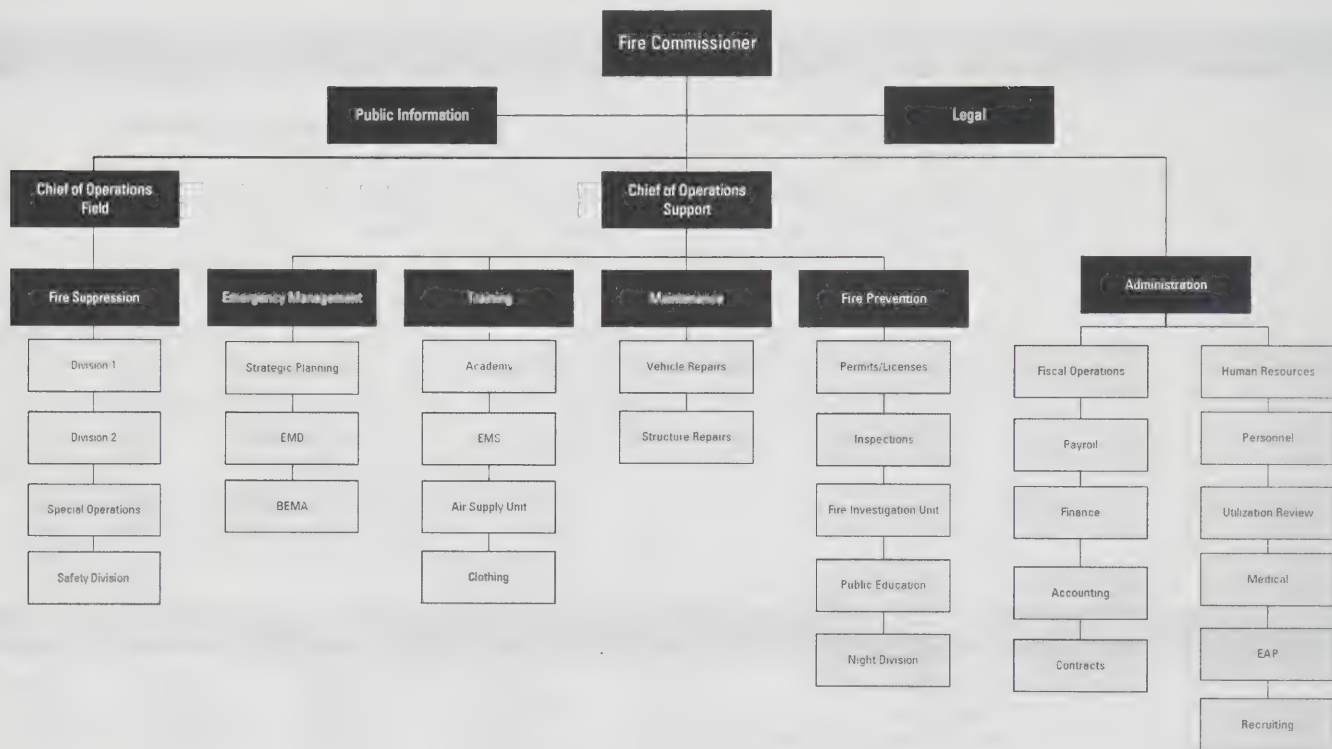 Fire Commissioner
Public Information
Legal
Chief of Operations
Field
Chief of Operations
Support
Fire Suppression
Emergency Management
Training
Maintenance
Fire Prevention
Administration
Division 1
Division 2
Special Operations
Safety Division
Strategic Planning
EMD
BEMA
Academy
EMS
Air Supply Unit
Clothing
Vehicle Repairs
Structure Repairs
Permits/Licenses
Inspections
Fire Investigation Unit
Public Education
Night Division
Fiscal Operations
Payroll
Finance
Accounting
Contracts
Human Resources
Personnel
Utilization Review
Medical
EAP
Recruiting